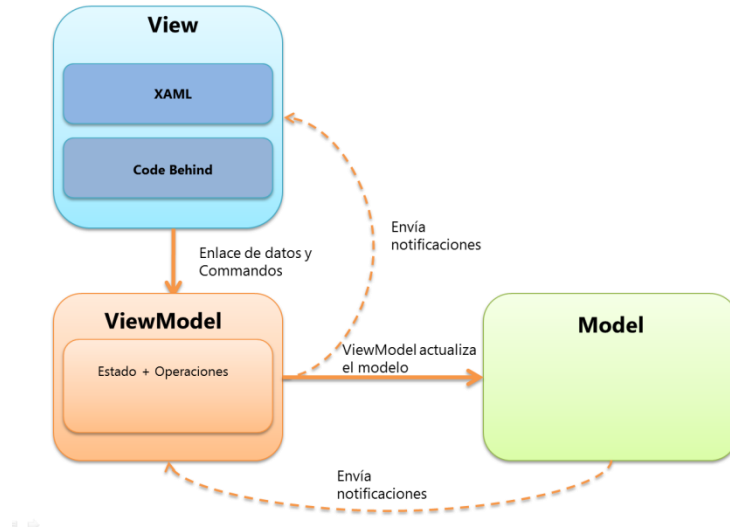 View
XAML
Code Behind
Envía
notificaciones
Enlace de datos y
Commandos
ViewModel
Estado + Operaciones
ViewModel actualiza
el modelo
Model
Envía
notificaciones